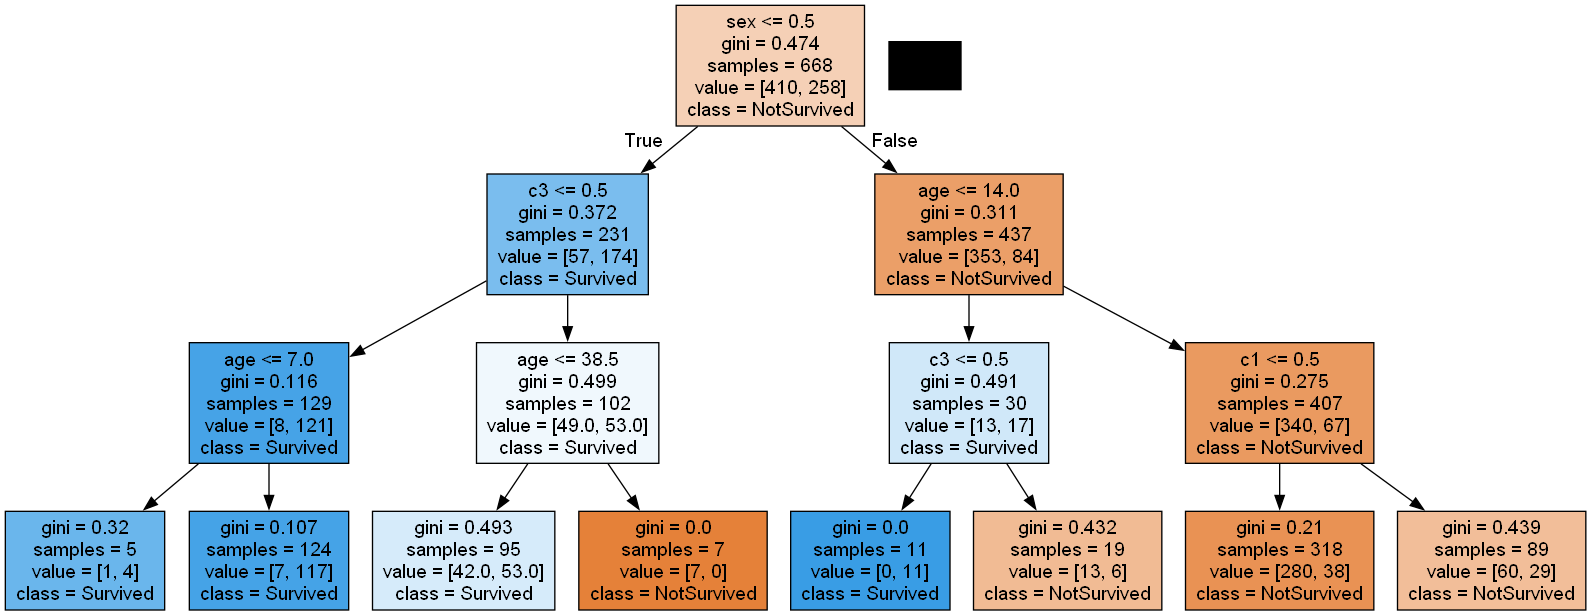 sex <= 0.5
gini = 0.474
samples = 668
value = [410, 258]
class = NotSurvived
True
False
c3 <= 0.5
gini = 0.372
samples = 231
value = [57, 174]
class = Survived
age <= 14.0
gini = 0.311
samples = 437
value = [353, 84]
class = NotSurvived
age <= 7.0
gini = 0.116
samples = 129
value = [8, 121]
class = Survived
age <= 38.5
gini = 0.499
samples = 102
value = [49.0, 53.0]
class = Survived
c3 <= 0.5
gini = 0.491
samples = 30
value = [13, 17]
class = Survived
c1 <= 0.5
gini = 0.275
samples = 407
value = [340, 67]
class = NotSurvived
gini = 0.32
samples = 5
value = [1, 4]
class = Survived
gini = 0.107
samples = 124
value = [7, 117]
class = Survived
gini = 0.493
samples = 95
value = [42.0, 53.0]
class = Survived
gini = 0.0
samples = 7
value = [7, 0]
class = NotSurvived
gini = 0.0
samples = 11
value = [0, 11]
class = Survived
gini = 0.432
samples = 19
value = [13, 6]
class = NotSurvived
gini = 0.21
samples = 318
value = [280, 38]
class = NotSurvived
gini = 0.439
samples = 89
value = [60, 29]
class = NotSurvived